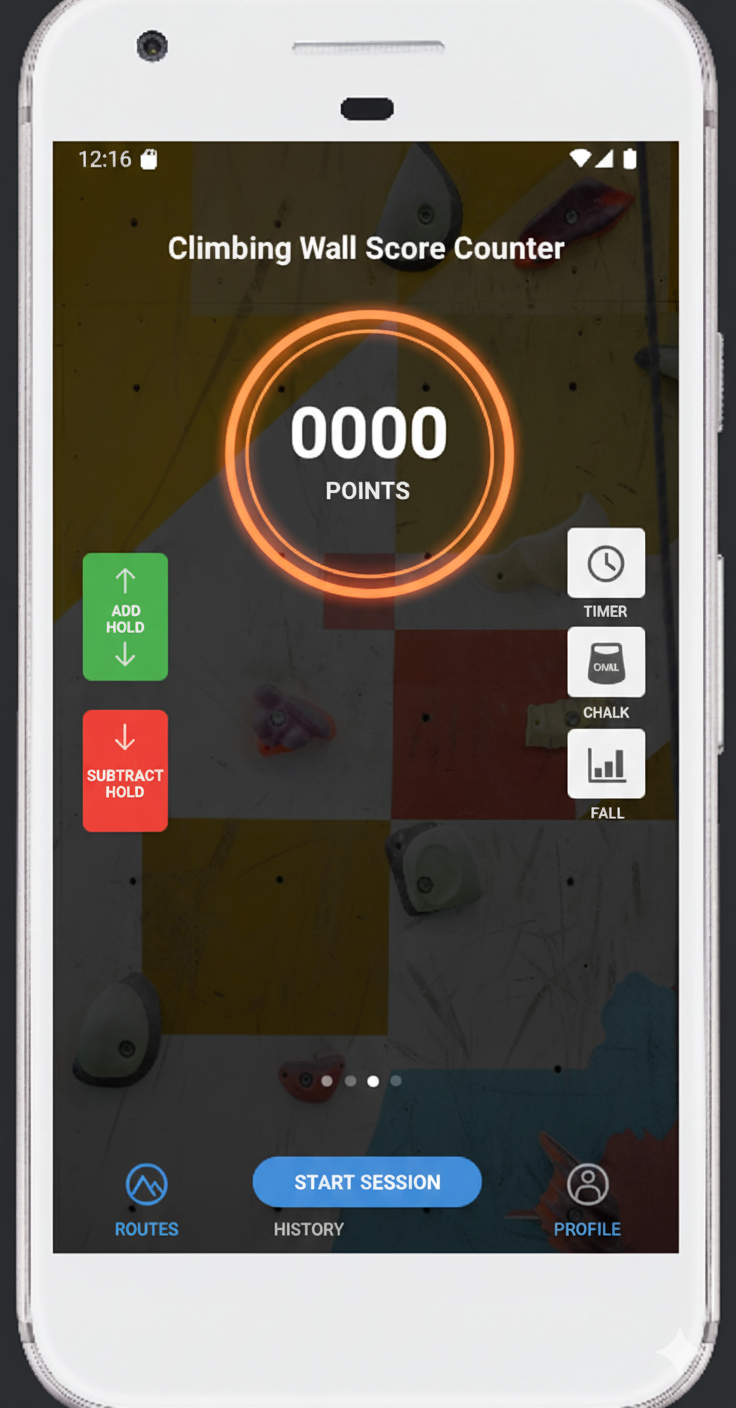 12:16
Climbing Wall Score Counter
0000
POINTS
ADD
HOLD
SUBTRACT
HOLD
TIMER
CHALK
FALL
START SESSION
ROUTES
HISTORY
PROFILE